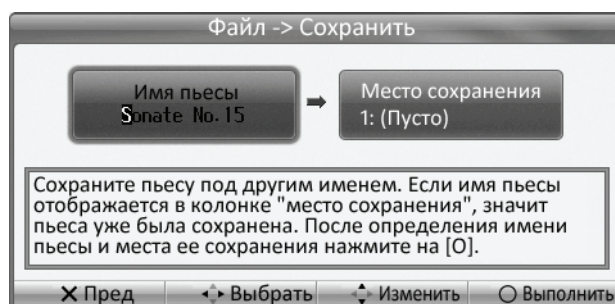 Файл -> Сохранить
Имя пьесы
Sonate No.15
Место сохранения
1: (Пусто)
Сохраните пьесу под другим именем. Если имя пьесы
отображается в колонке "место сохранения", значит
пьеса уже была сохранена. После определения имени
пьесы и места ее сохранения нажмите на [O].
Пред Выбрать Изменить Выполнить